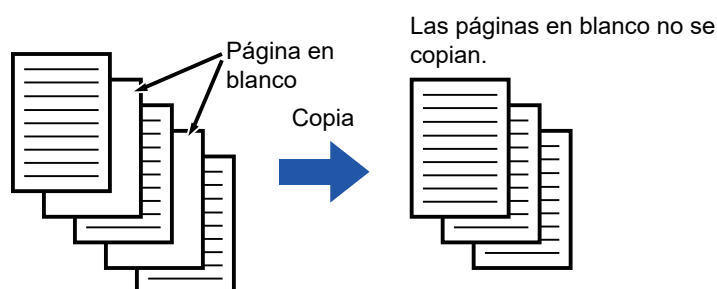 Página en
blanco
Copia
Las páginas en blanco no se
copian.